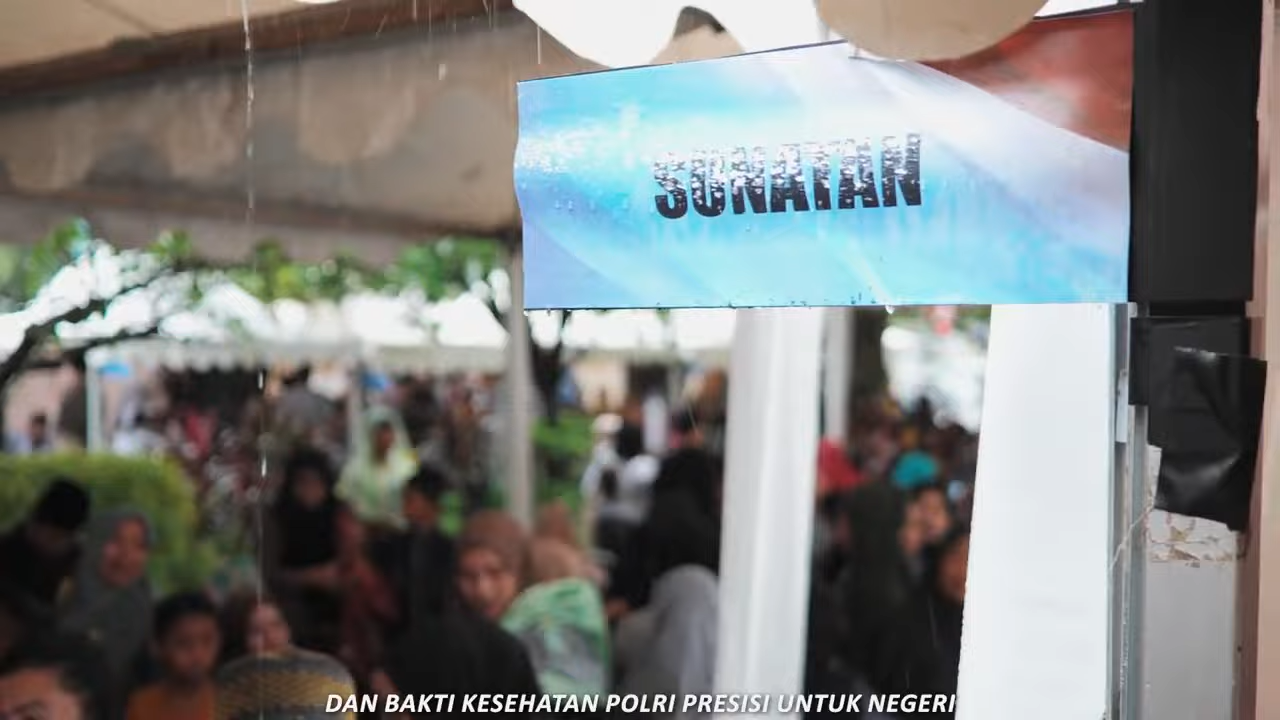 SUNATAN
DAN BAKTI KESEHATAN POLRI PRESISI UNTUK NEGERI